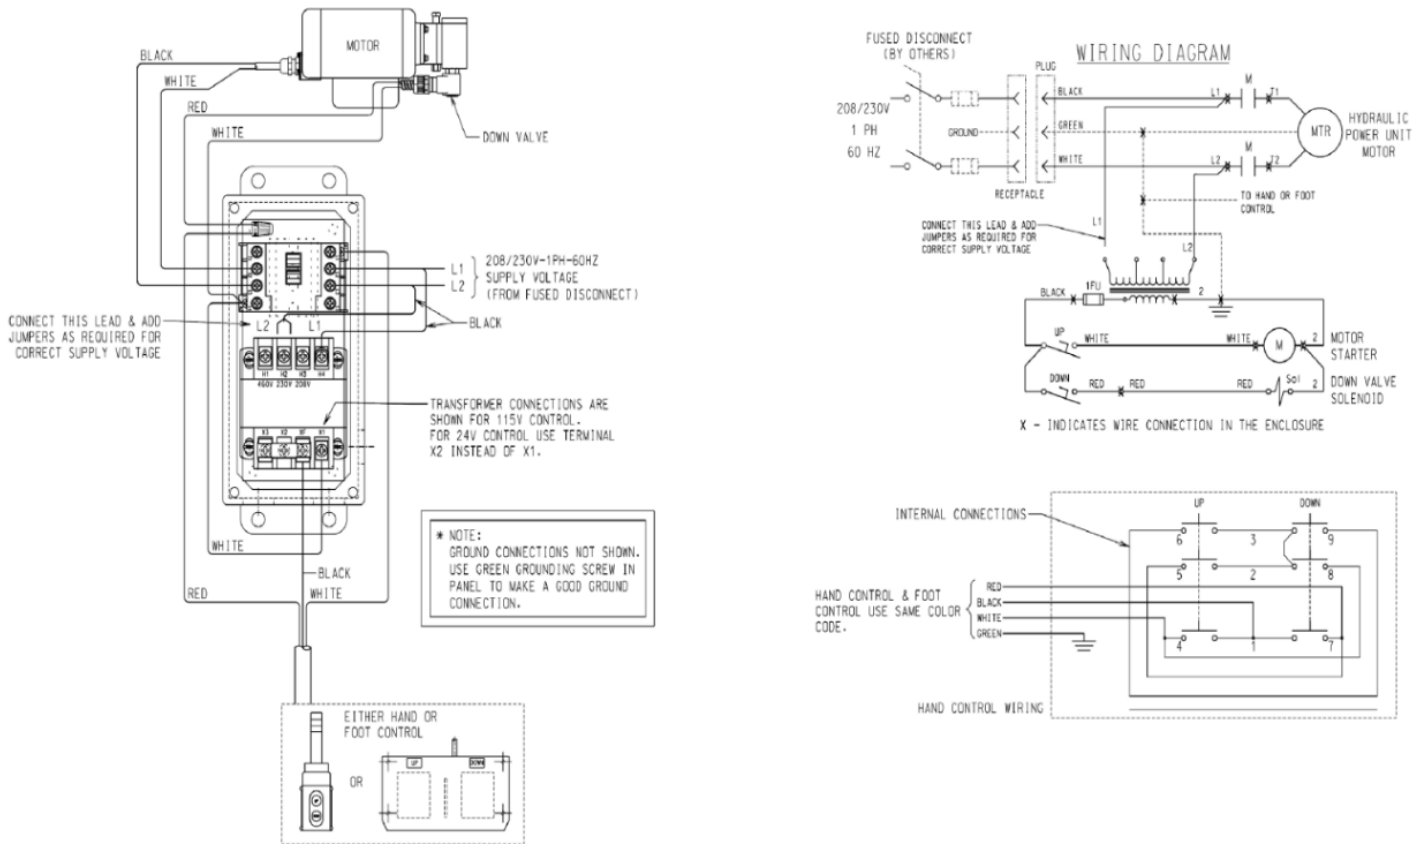 MOTOR
BLACK
WHITE
RED
WHITE
DOWN VALVE
L1
L2
208/230V-1PH-60HZ
SUPPLY VOLTAGE
(FROM FUSED DISCONNECT)
CONNECT THIS LEAD & ADD
JUMPERS AS REQUIRED FOR
CORRECT SUPPLY VOLTAGE
L2 L1
BLACK
H1 H2 H3 H4
460V 230V 208V
TRANSFORMER CONNECTIONS ARE
SHOWN FOR 115V CONTROL.
FOR 24V CONTROL USE TERMINAL
X2 INSTEAD OF X1.
X3 X2 XF X1
WHITE
BLACK
RED
WHITE
* NOTE:
GROUND CONNECTIONS NOT SHOWN.
USE GREEN GROUNDING SCREW IN
PANEL TO MAKE A GOOD GROUND
CONNECTION.
EITHER HAND OR
FOOT CONTROL
OR
UP
DOWN
WIRING DIAGRAM
FUSED DISCONNECT
(BY OTHERS)
PLUG
208/230V
1 PH
60 HZ
GROUND
RECEPTACLE
BLACK
GREEN
WHITE
L1 M T1
L2 M T2
MTR
HYDRAULIC
POWER UNIT
MOTOR
TO HAND OR FOOT
CONTROL
L1
L2
CONNECT THIS LEAD & ADD
JUMPERS AS REQUIRED FOR
CORRECT SUPPLY VOLTAGE
BLACK 1FU 2
UP WHITE WHITE M 2
MOTOR
STARTER
DOWN RED RED RED Sol 2
DOWN VALVE
SOLENOID
X - INDICATES WIRE CONNECTION IN THE ENCLOSURE
INTERNAL CONNECTIONS
UP DOWN
6 3 9
5 2 8
4 1 7
HAND CONTROL & FOOT
CONTROL USE SAME COLOR
CODE.
RED
BLACK
WHITE
GREEN
HAND CONTROL WIRING